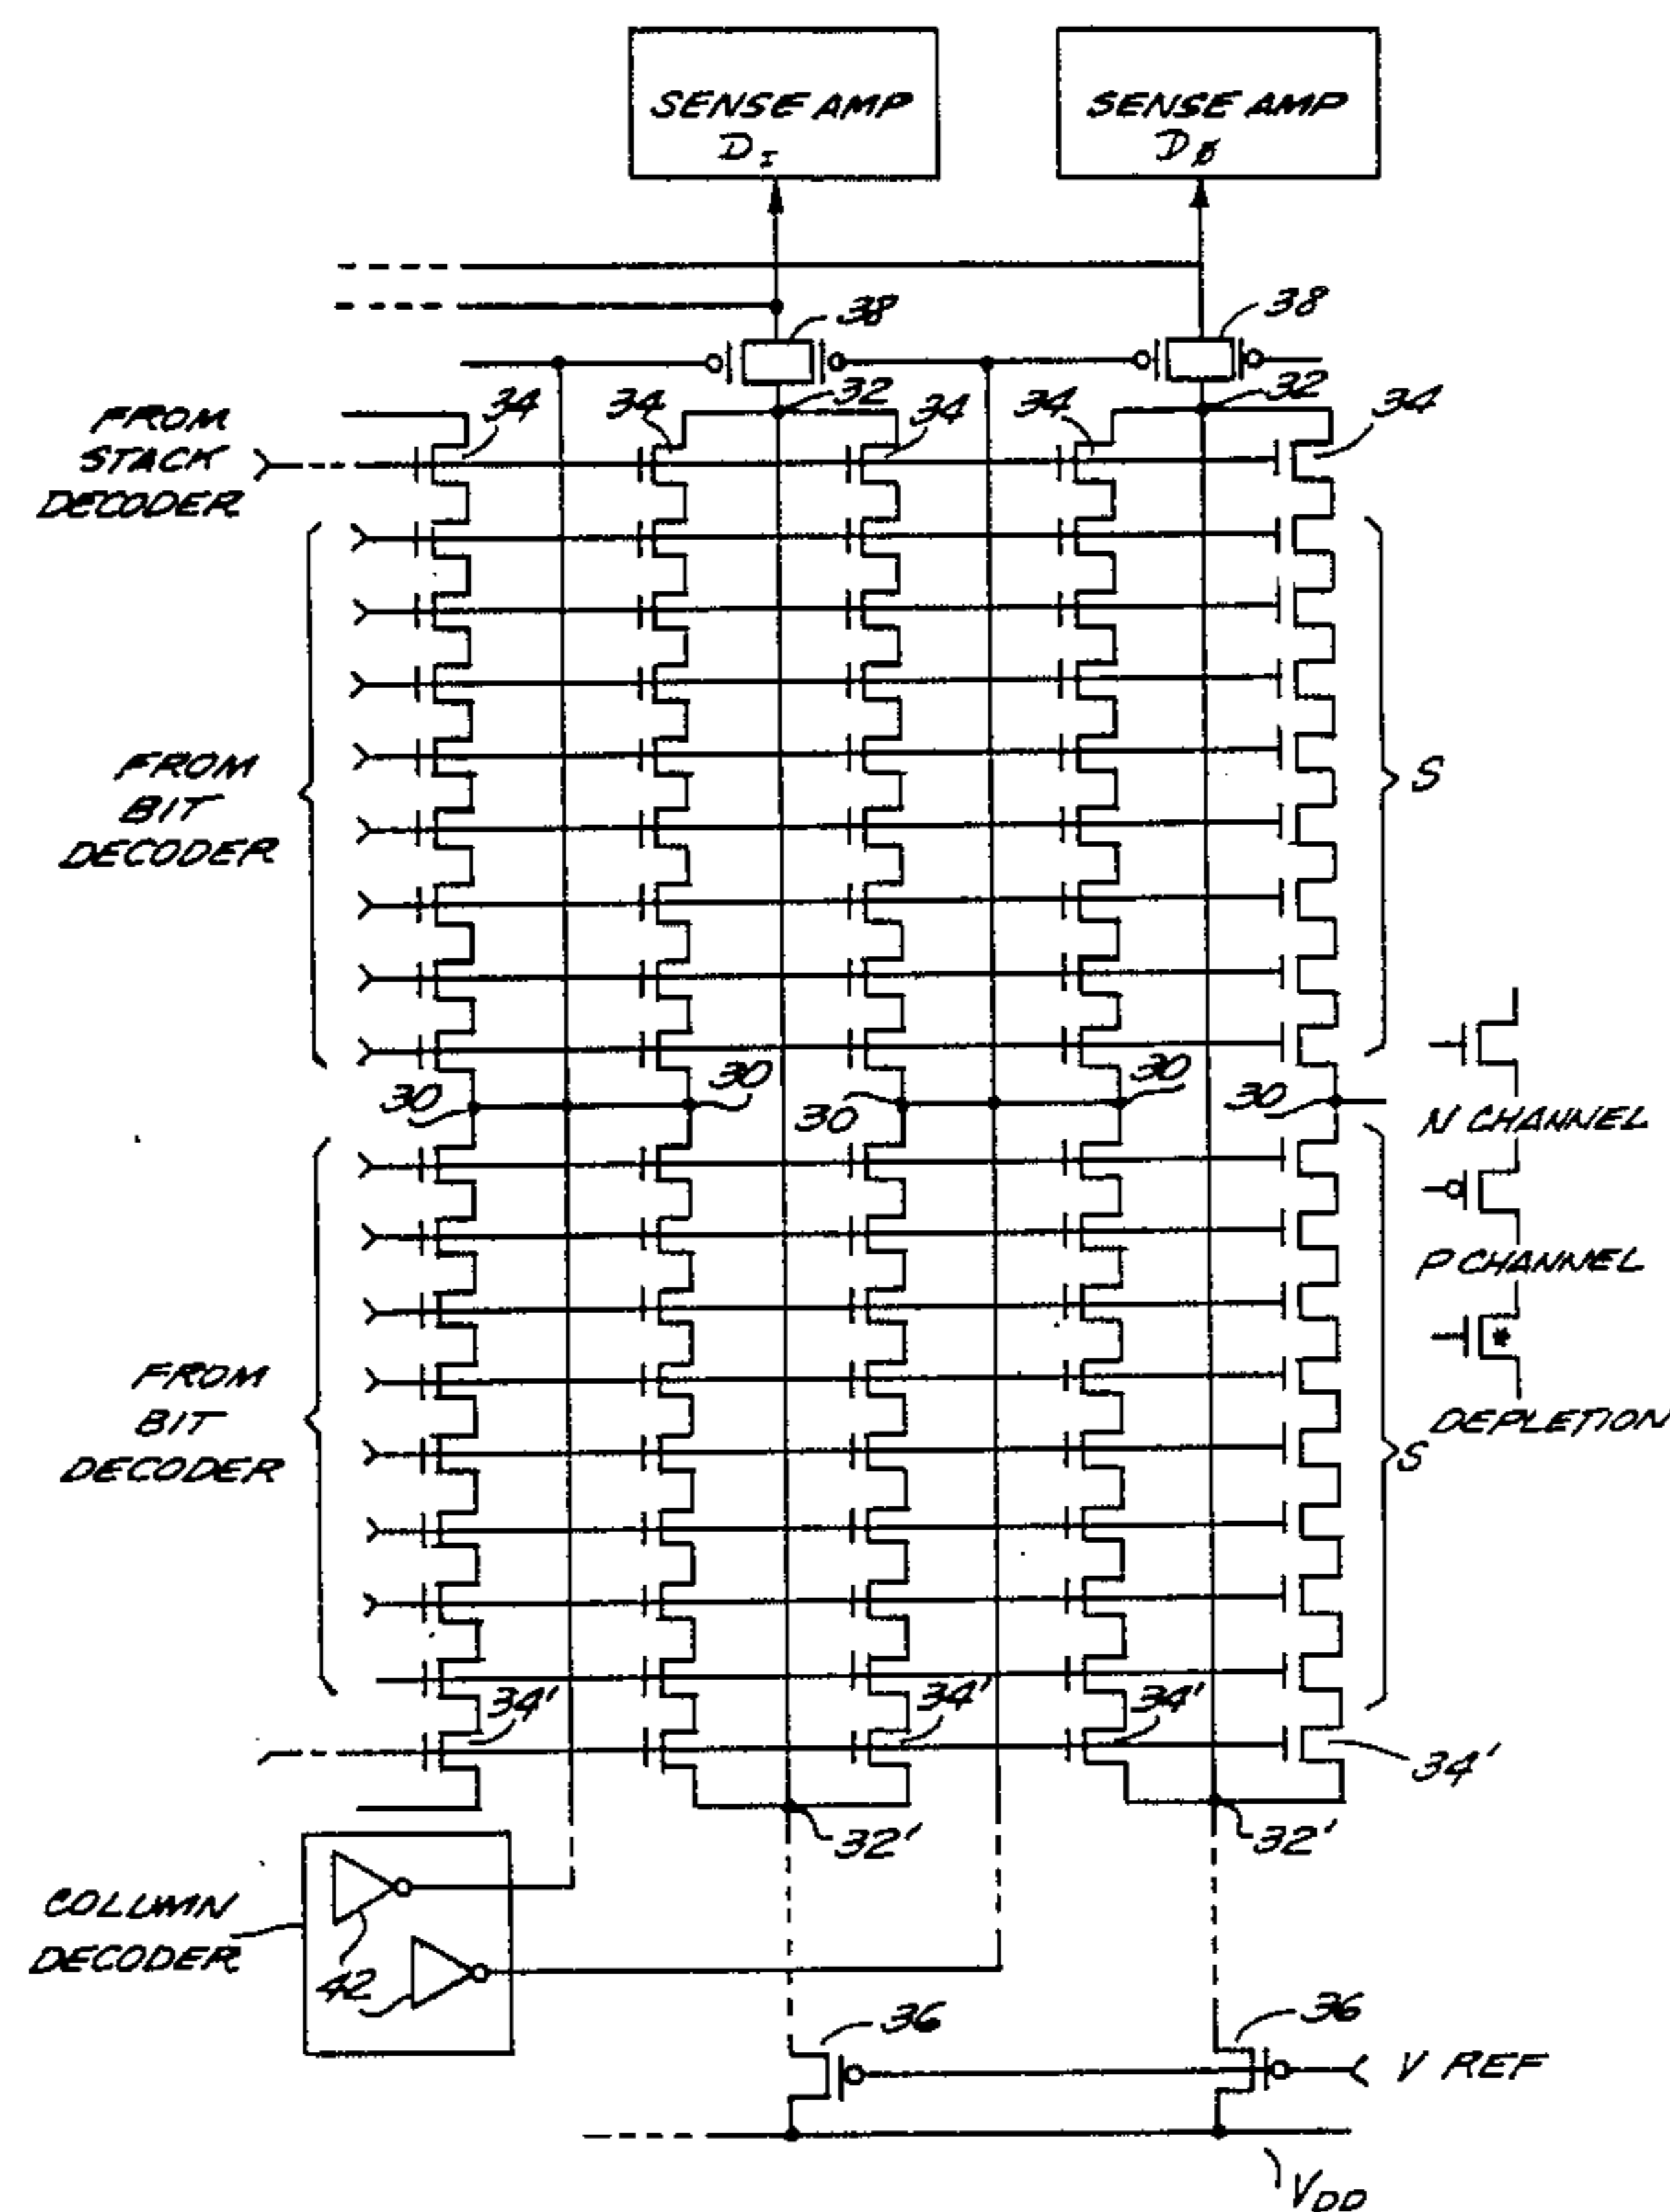 SENSE AMP
D₁
SENSE AMP
DØ
38
38
32
32
34
34
34
34
34
FROM
STACK
DECODER
FROM
BIT
DECODER
S
30
30
30
30
30
N CHANNEL
P CHANNEL
*
DEPLETION
FROM
BIT
DECODER
S
34'
34'
34'
34'
32'
32'
COLUMN
DECODER
42
36
36
V REF
VDD